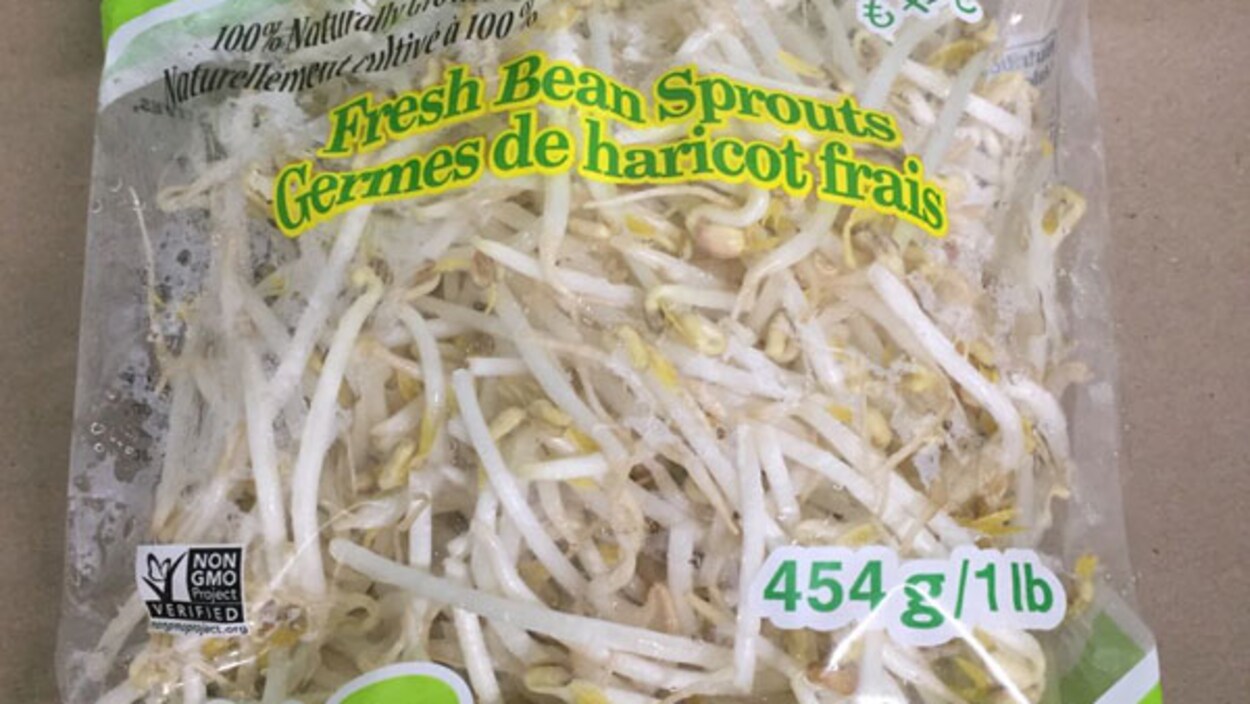 100% Naturally
Naturellement cultivé à 100%
Fresh Bean Sprouts
Germes de haricot frais
NON
GMO
Project
VERIFIED
nongmoproject.org
454 g/1 lb